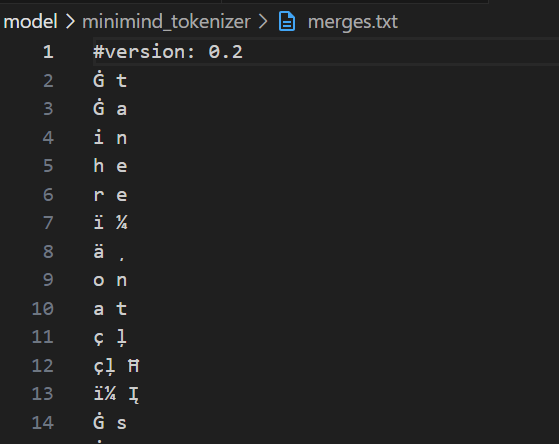 model > minimind_tokenizer > merges.txt
1 #version: 0.2
2 Ġ t
3 Ġ a
4 i n
5 h e
6 r e
7 ï ¼
8 ä ¸
9 o n
10 a t
11 ç ļ
12 çļ Ħ
13 ï¼ Į
14 Ġ s